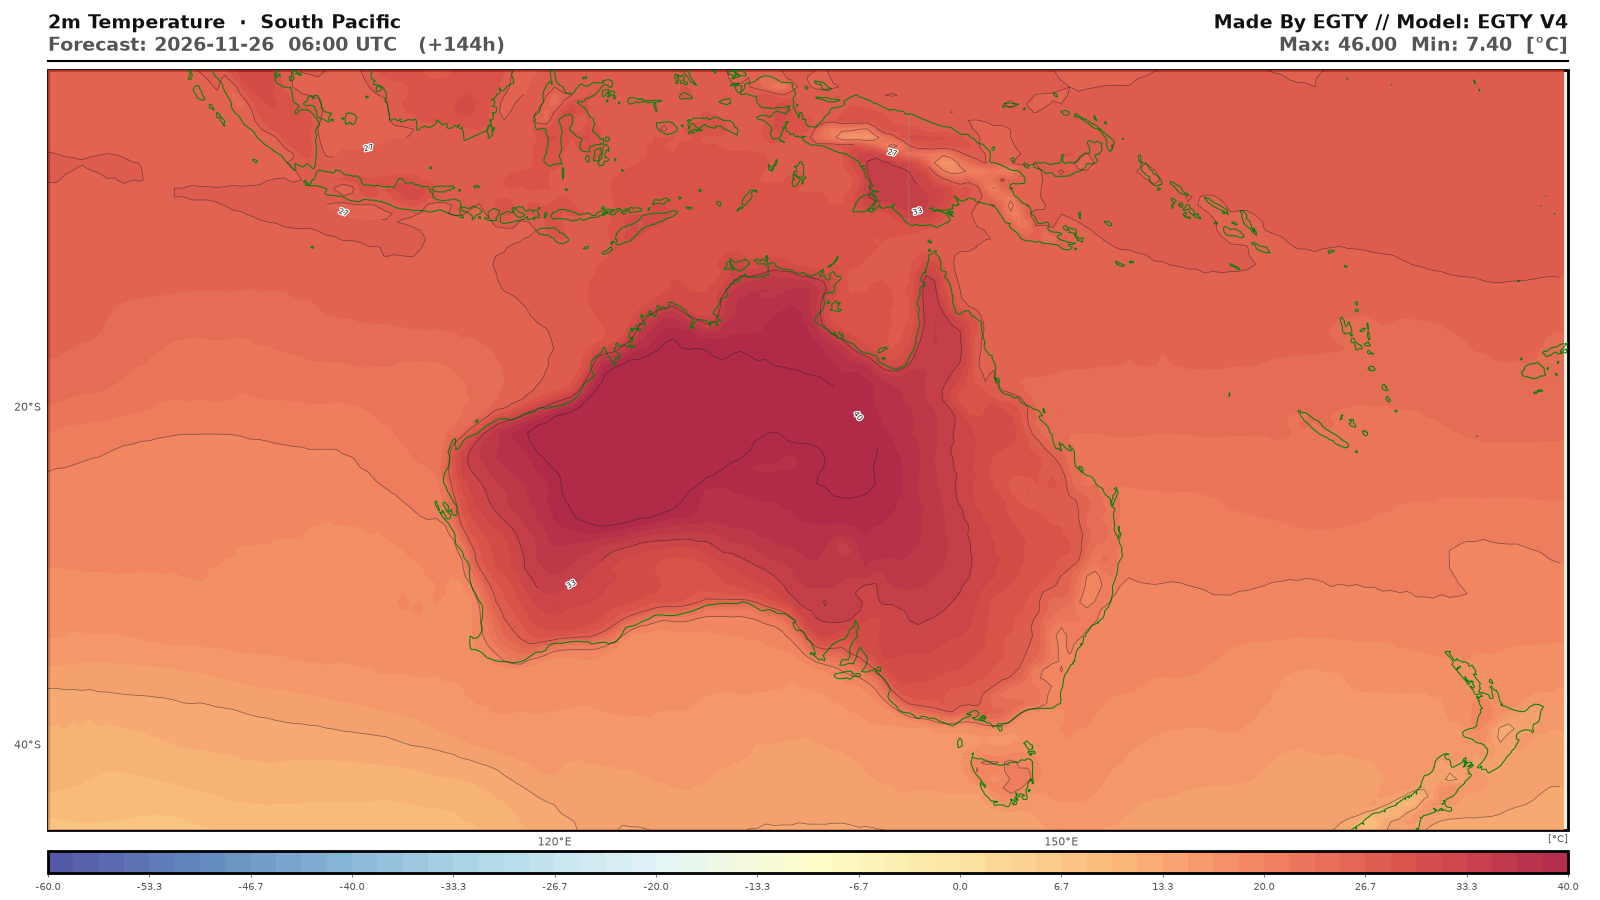 2m Temperature · South Pacific
Made By EGTY // Model: EGTY V4
Forecast: 2026-11-26 06:00 UTC (+144h)
Max: 46.00 Min: 7.40 [°C]
27
27
27
33
40
33
20°S
40°S
120°E
150°E
[°C]
-60.0 -53.3 -46.7 -40.0 -33.3 -26.7 -20.0 -13.3 -6.7 0.0 6.7 13.3 20.0 26.7 33.3 40.0